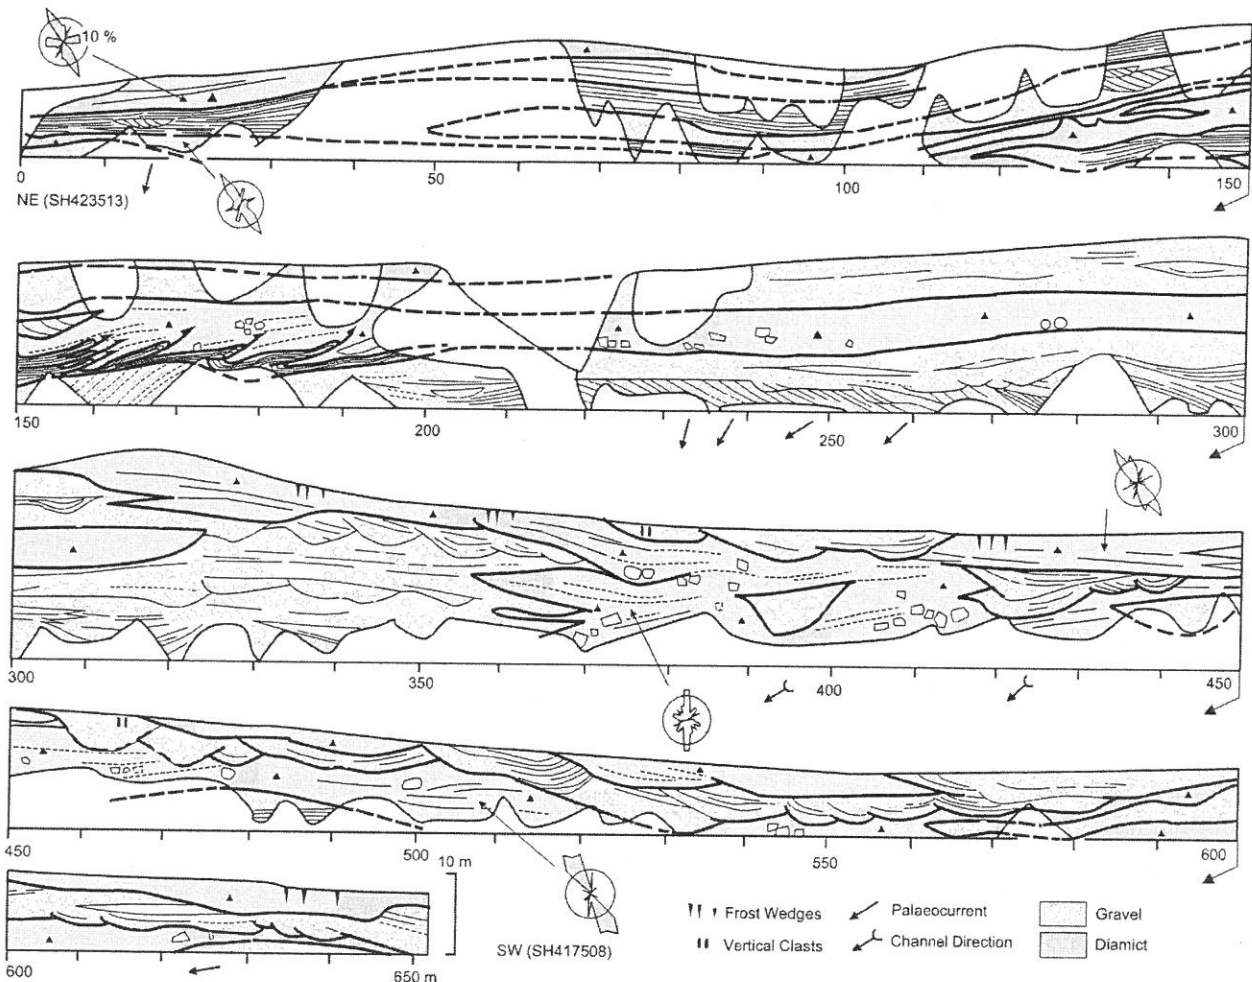 10 %
0
50
100
150
NE (SH423513)
150
200
250
300
300
350
400
450
450
500
550
600
10 m
Frost Wedges
Palaeocurrent
Gravel
Vertical Clasts
Channel Direction
Diamict
SW (SH417508)
600
650 m